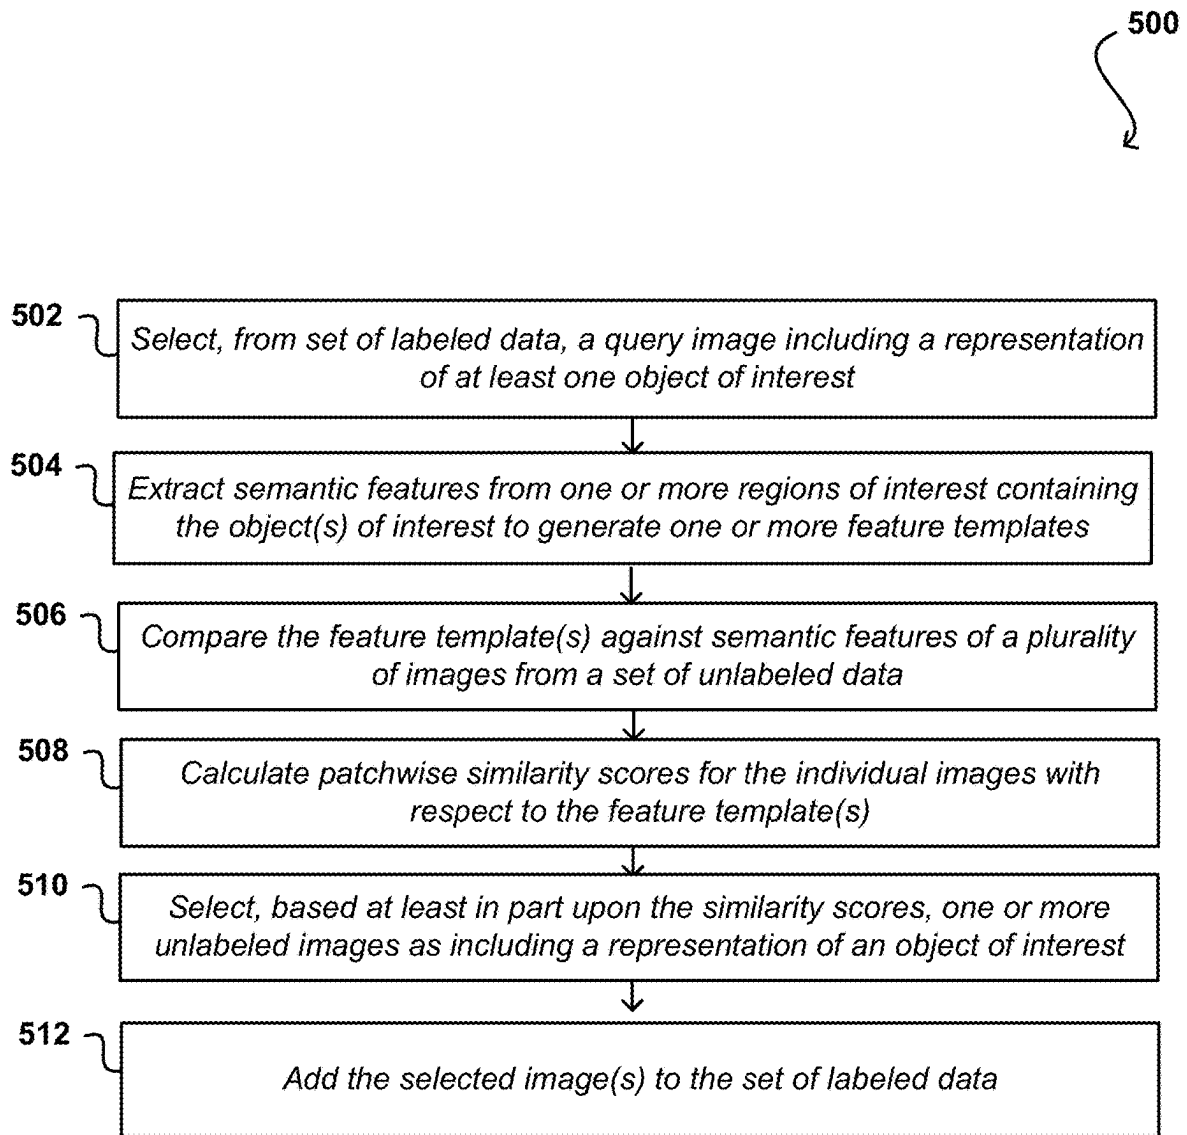 500
502
Select, from set of labeled data, a query image including a representation
of at least one object of interest
504
Extract semantic features from one or more regions of interest containing
the object(s) of interest to generate one or more feature templates
506
Compare the feature template(s) against semantic features of a plurality
of images from a set of unlabeled data
508
Calculate patchwise similarity scores for the individual images with
respect to the feature template(s)
510
Select, based at least in part upon the similarity scores, one or more
unlabeled images as including a representation of an object of interest
512
Add the selected image(s) to the set of labeled data